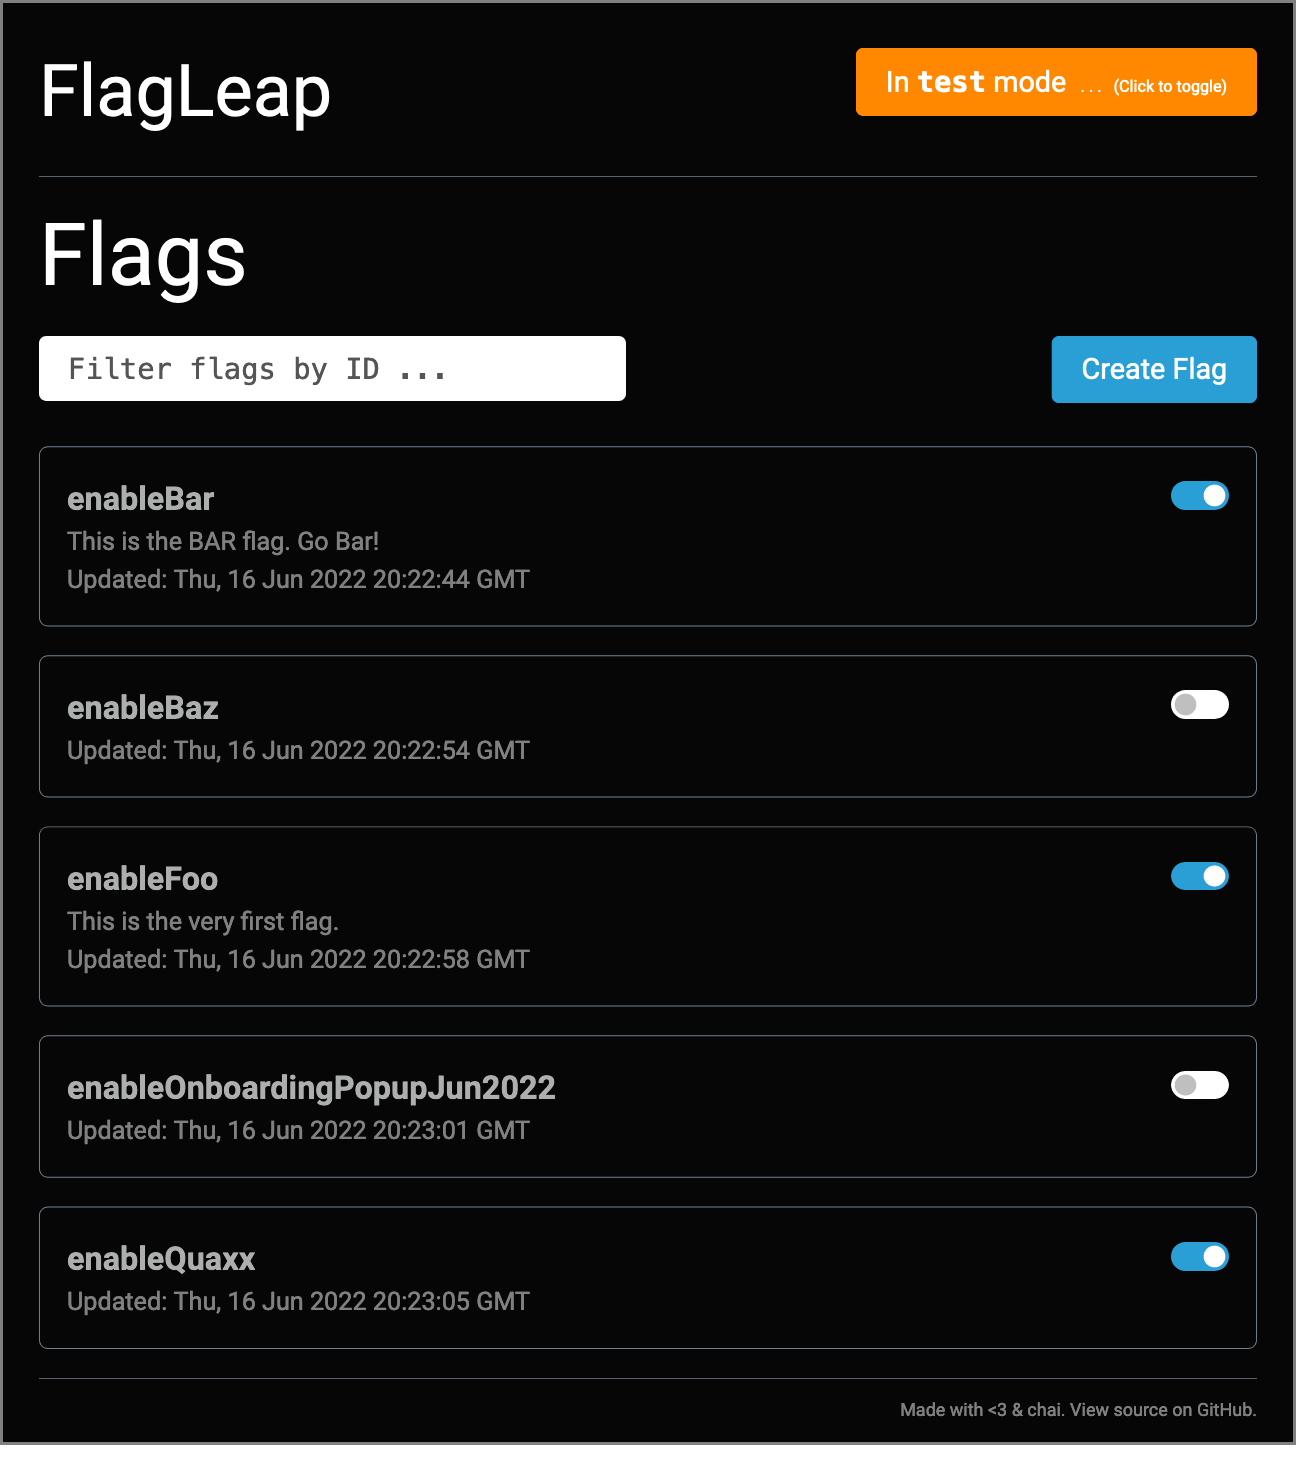 FlagLeap
In test mode ... (Click to toggle)
Flags
Filter flags by ID ...
Create Flag
enableBar
This is the BAR flag. Go Bar!
Updated: Thu, 16 Jun 2022 20:22:44 GMT
enableBaz
Updated: Thu, 16 Jun 2022 20:22:54 GMT
enableFoo
This is the very first flag.
Updated: Thu, 16 Jun 2022 20:22:58 GMT
enableOnboardingPopupJun2022
Updated: Thu, 16 Jun 2022 20:23:01 GMT
enableQuaxx
Updated: Thu, 16 Jun 2022 20:23:05 GMT
Made with <3 & chai. View source on GitHub.